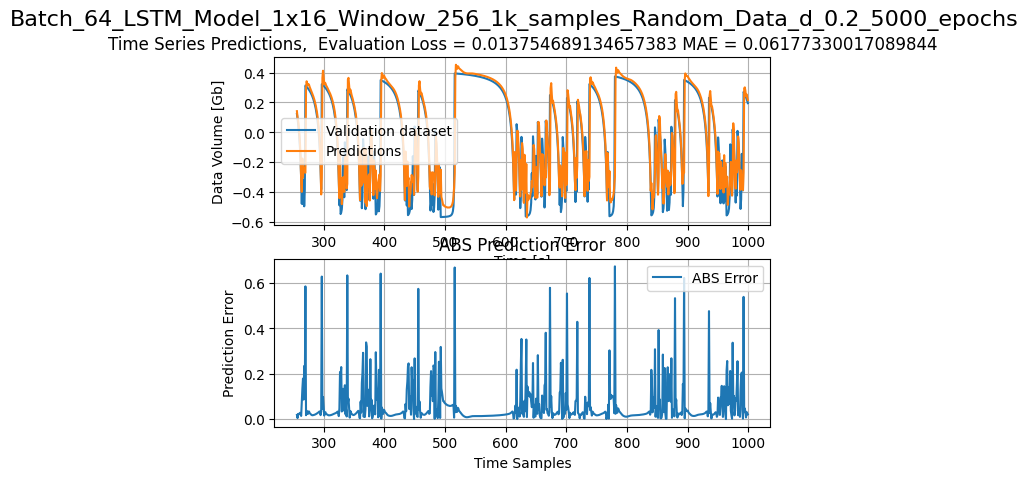 Batch_64_LSTM_Model_1x16_Window_256_1k_samples_Random_Data_d_0.2_5000_epochs
Time Series Predictions,  Evaluation Loss = 0.013754689134657383 MAE = 0.06177330017089844
Data Volume [Gb]
0.4
0.2
0.0
−0.2
−0.4
−0.6
Validation dataset
Predictions
300 400 500 600 700 800 900 1000
Time [s]
ABS Prediction Error
Prediction Error
0.6
0.4
0.2
0.0
ABS Error
300 400 500 600 700 800 900 1000
Time Samples